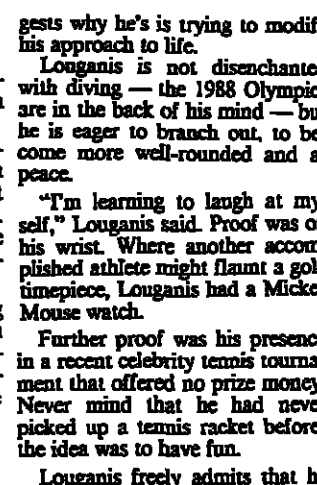 gests why he's is trying to modif
his approach to life.
Louganis is not disenchante
with diving — the 1988 Olympic
are in the back of his mind — bu
he is eager to branch out, to be
come more well-rounded and a
peace.
"I'm learning to laugh at my
self," Louganis said. Proof was o
his wrist. Where another accom
plished athlete might flaunt a gol
timepiece, Louganis had a Micke
Mouse watch.
Further proof was his presenc
in a recent celebrity tennis tourna
ment that offered no prize money
Never mind that he had neve
picked up a tennis racket before
the idea was to have fun.
Louganis freely admits that h